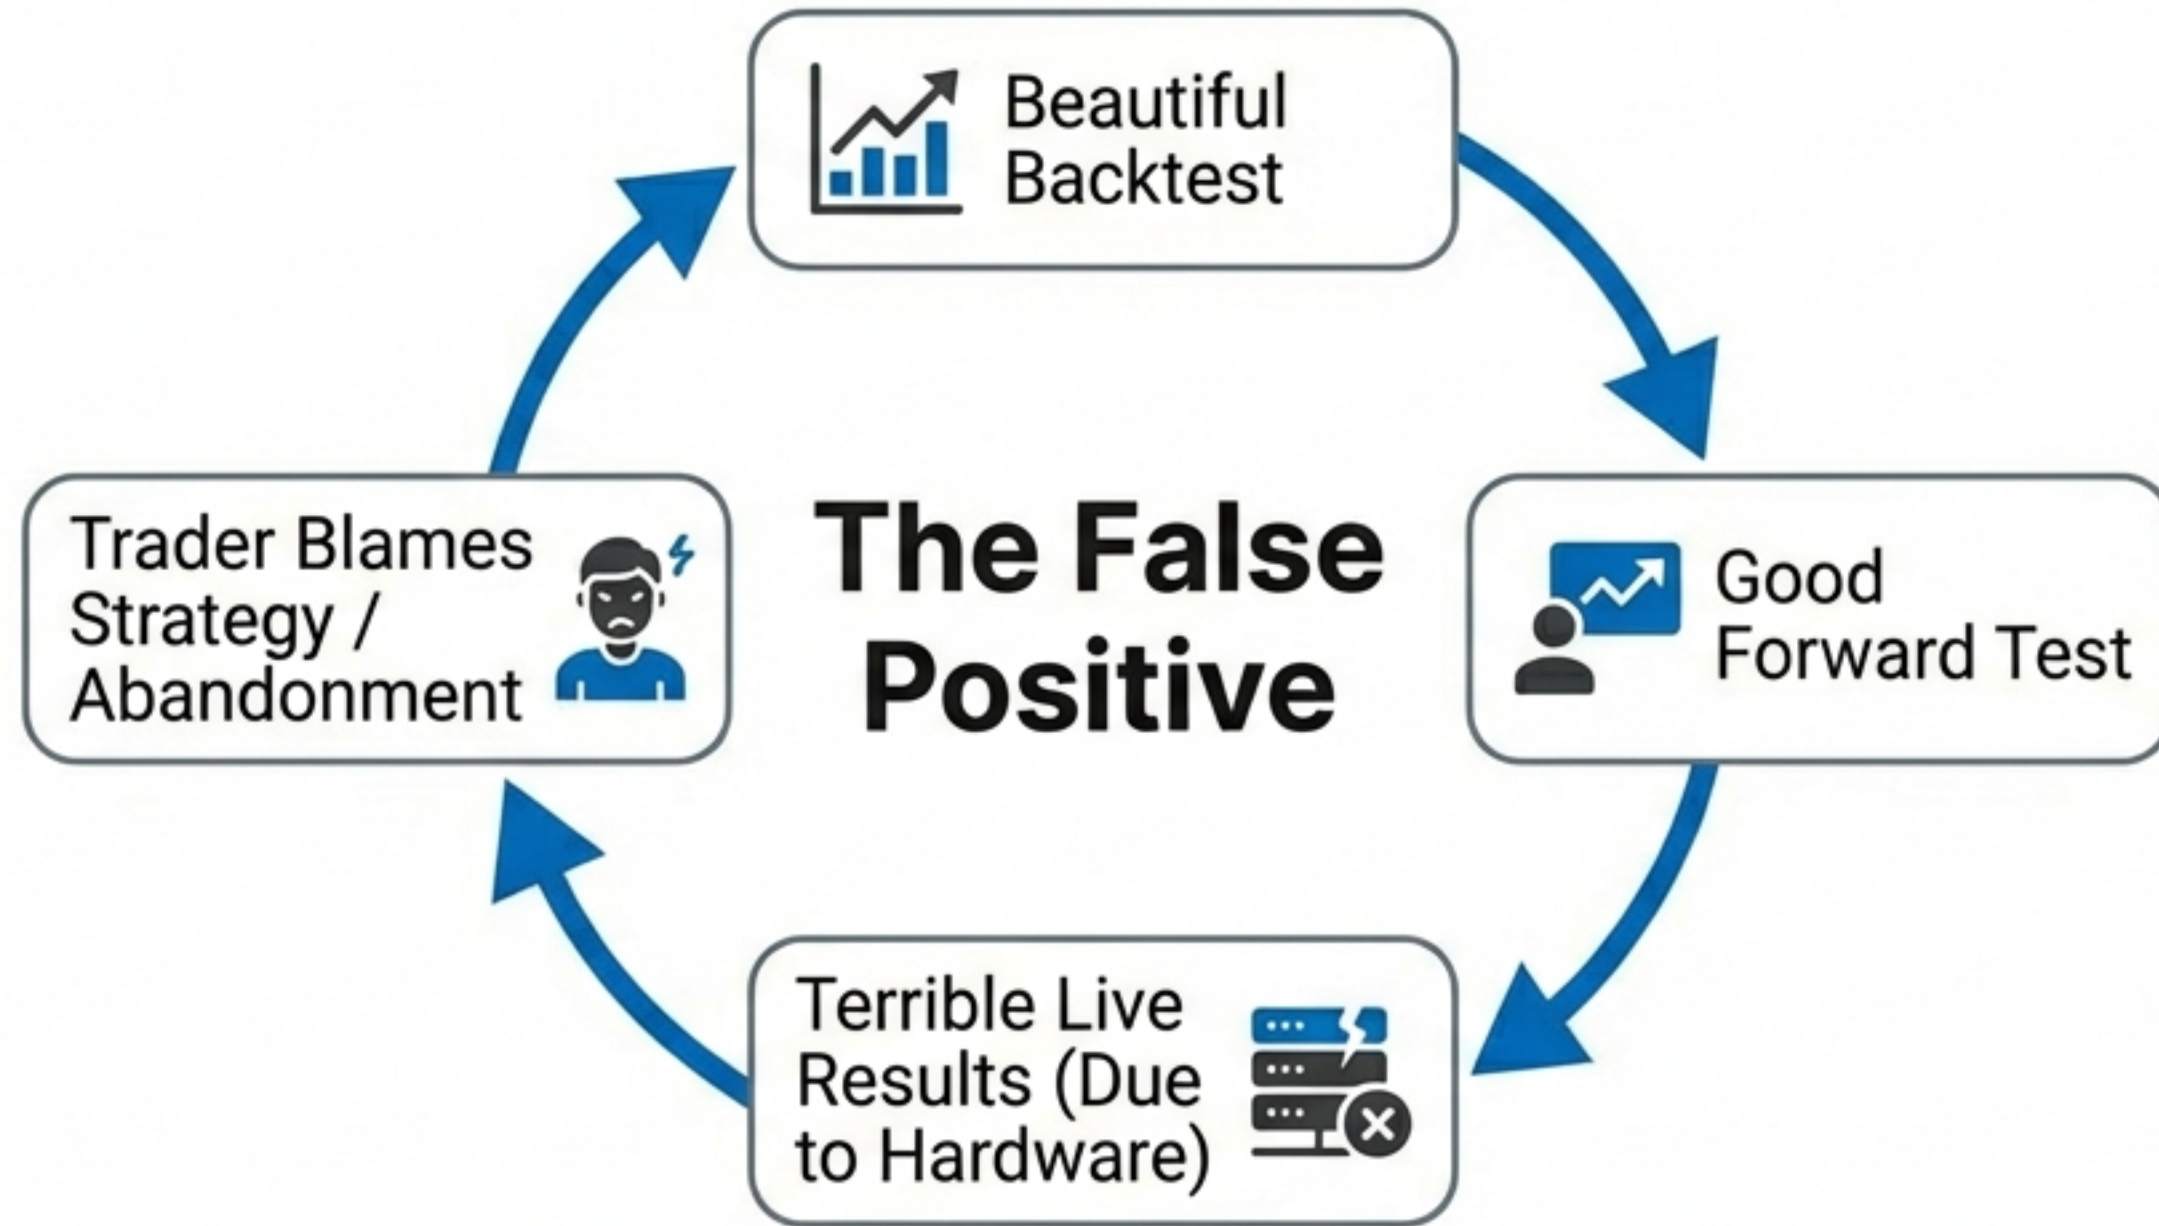 Beautiful
Backtest
The False
Positive
Good
Forward Test
Terrible Live
Results (Due
to Hardware)
Trader Blames
Strategy /
Abandonment